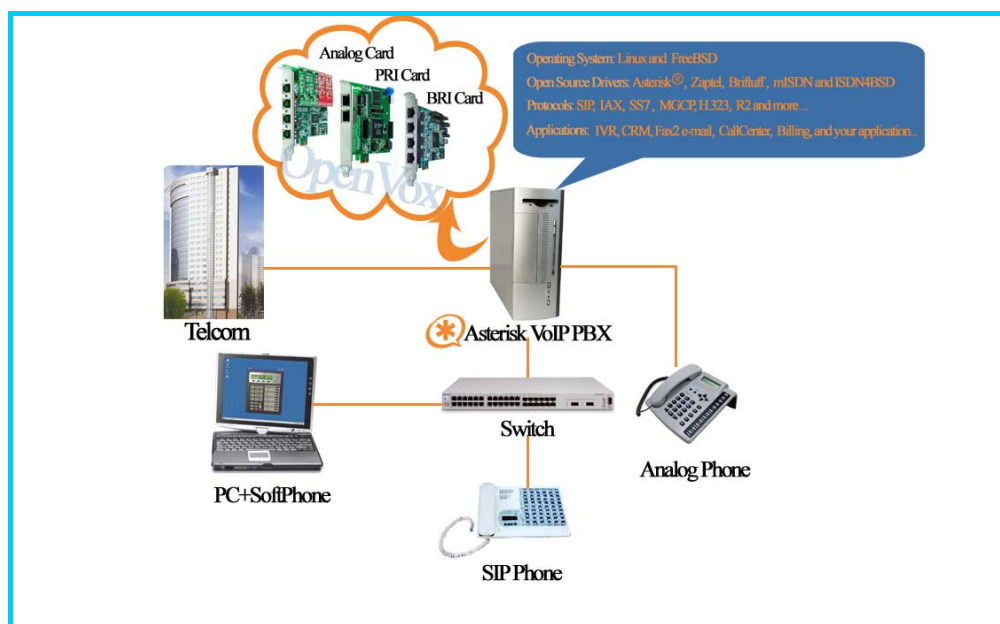 Analog Card
PRI Card
BRI Card
OpenVox
Operating System: Linux and FreeBSD
Open Source Drivers: Asterisk®, Zaptel, Brifluff, mISDN and ISDN4BSD
Protocols: SIP, IAX, SS7, MGCP, H.323, R2 and more ...
Applications: IVR, CRM, Fax2 e-mail, CallCenter, Billing, and your application...
Telcom
Asterisk VoIP PBX
Switch
PC+SoftPhone
Analog Phone
SIP Phone